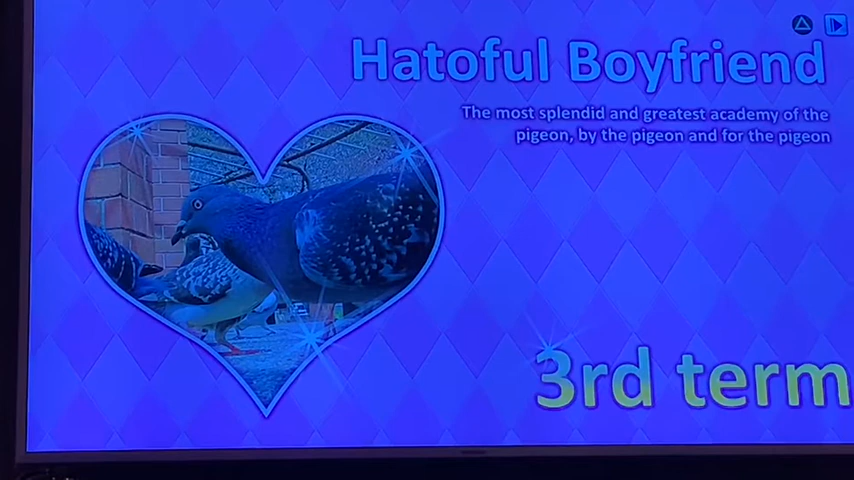 Hatoful Boyfriend
The most splendid and greatest academy of the
pigeon, by the pigeon and for the pigeon
3rd term